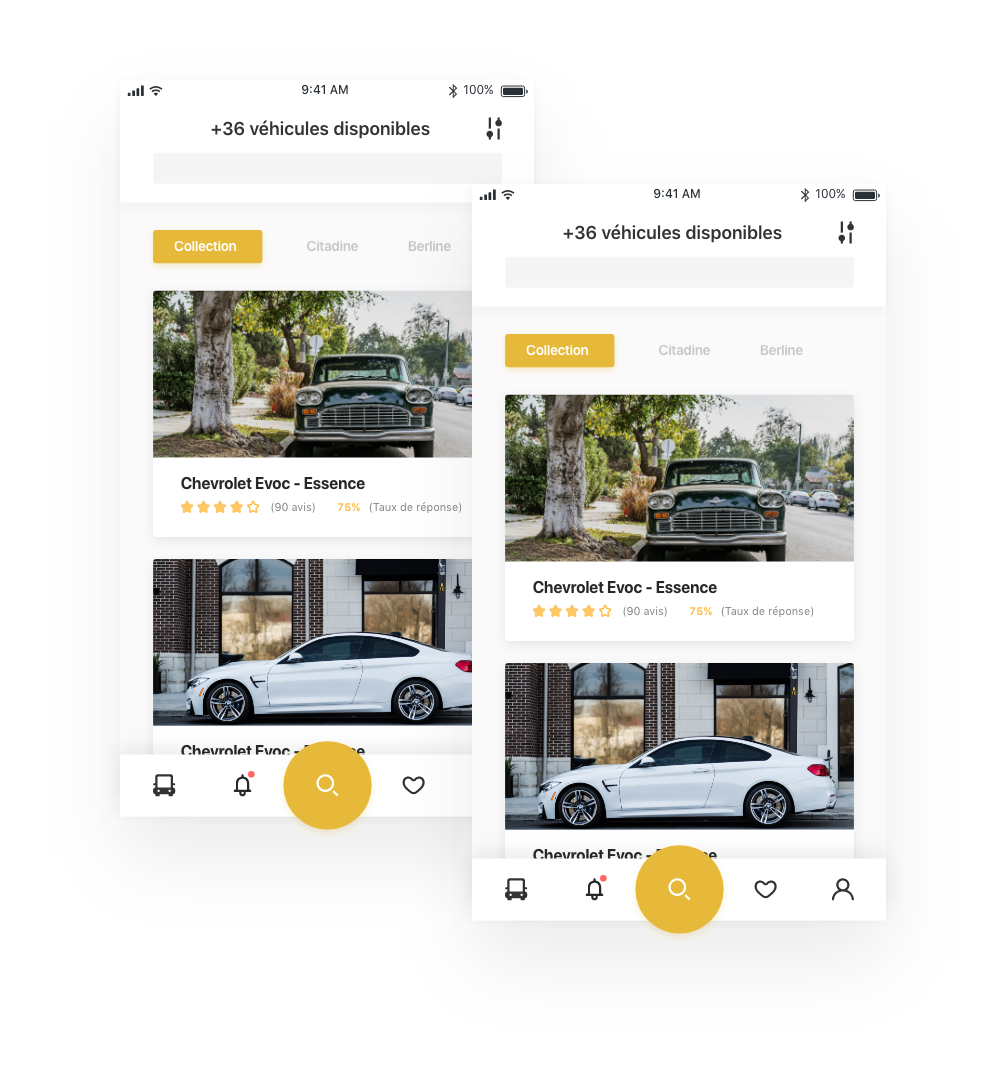 9:41 AM 100%
+36 véhicules disponibles
Collection Citadine Berline
Chevrolet Evoc - Essence
(90 avis) 75% (Taux de réponse)
Chevrolet Evoc -
9:41 AM 100%
+36 véhicules disponibles
Collection Citadine Berline
Chevrolet Evoc - Essence
(90 avis) 75% (Taux de réponse)
Chevrolet Evoc -